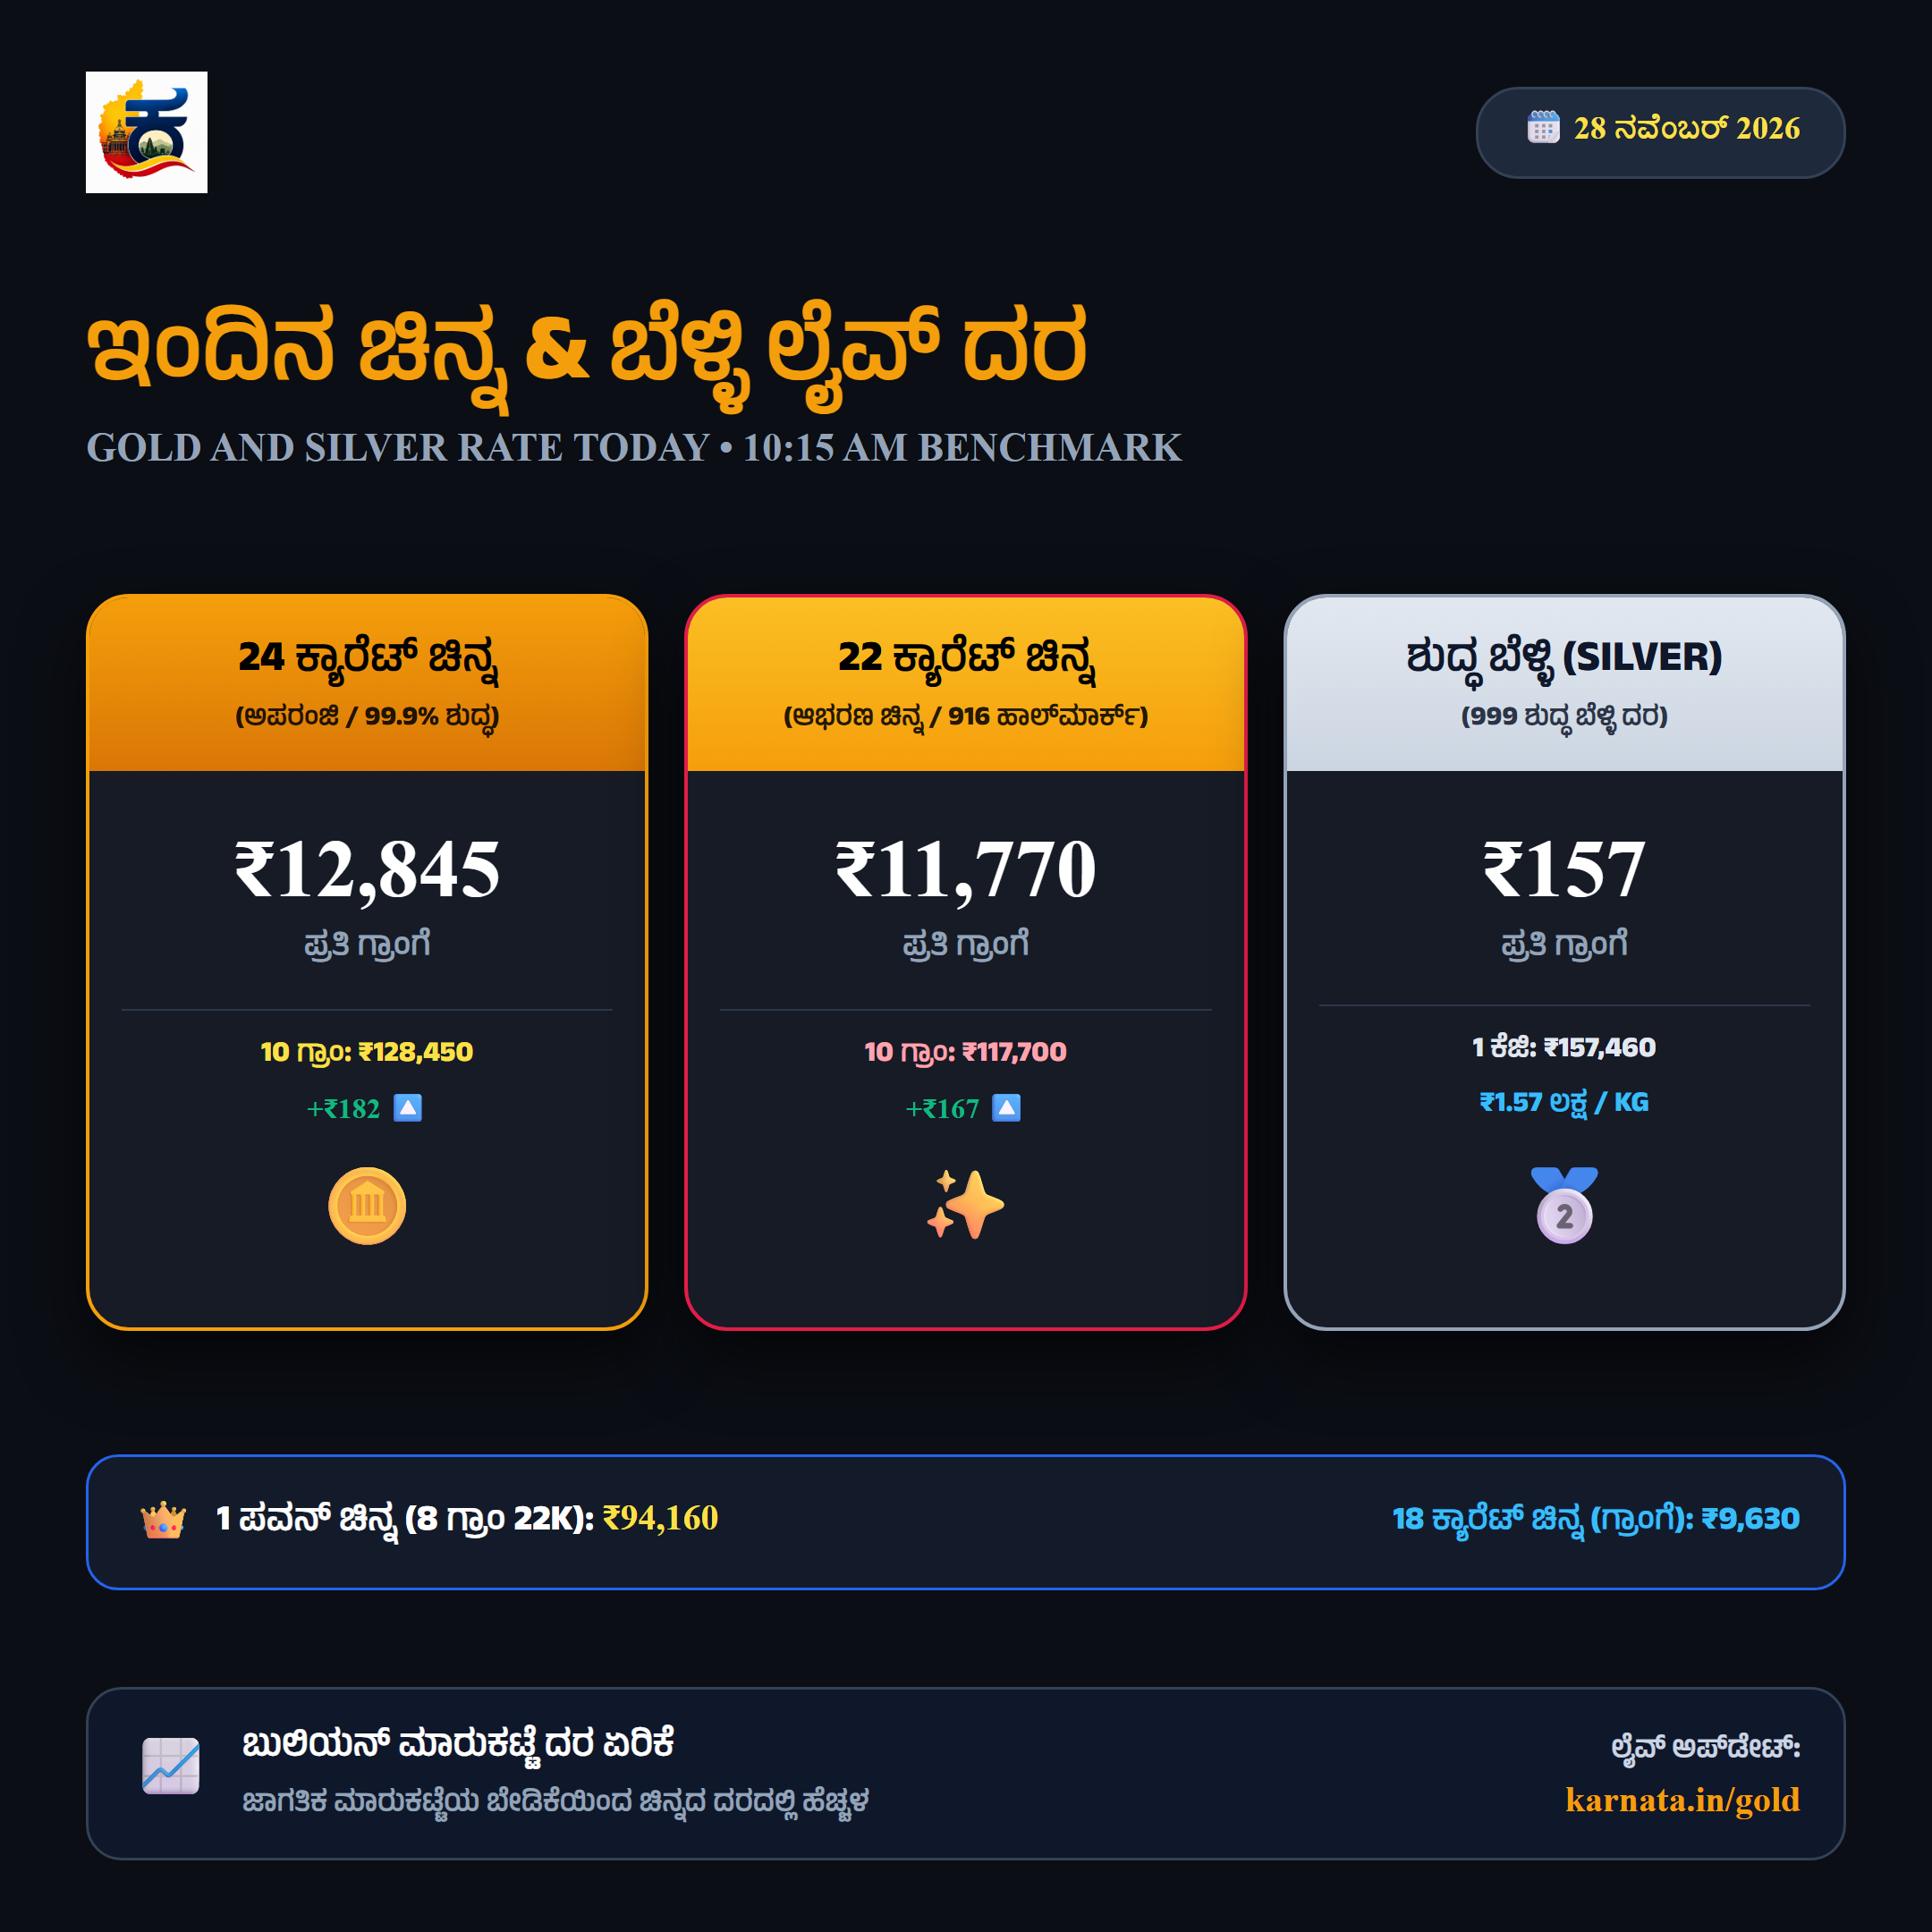 ಕ
28 ನವೆಂಬರ್ 2026
ಇಂದಿನ ಚಿನ್ನ & ಬೆಳ್ಳಿ ಲೈವ್ ದರ
GOLD AND SILVER RATE TODAY • 10:15 AM BENCHMARK
24 ಕ್ಯಾರೆಟ್ ಚಿನ್ನ
(ಅಪರಂಜಿ / 99.9% ಶುದ್ಧ)
₹12,845
ಪ್ರತಿ ಗ್ರಾಂಗೆ
10 ಗ್ರಾಂ: ₹128,450
+₹182
22 ಕ್ಯಾರೆಟ್ ಚಿನ್ನ
(ಆಭರಣ ಚಿನ್ನ / 916 ಹಾಲ್‌ಮಾರ್ಕ್)
₹11,770
ಪ್ರತಿ ಗ್ರಾಂಗೆ
10 ಗ್ರಾಂ: ₹117,700
+₹167
ಶುದ್ಧ ಬೆಳ್ಳಿ (SILVER)
(999 ಶುದ್ಧ ಬೆಳ್ಳಿ ದರ)
₹157
ಪ್ರತಿ ಗ್ರಾಂಗೆ
1 ಕೆಜಿ: ₹157,460
₹1.57 ಲಕ್ಷ / KG
2
1 ಪವನ್ ಚಿನ್ನ (8 ಗ್ರಾಂ 22K): ₹94,160
18 ಕ್ಯಾರೆಟ್ ಚಿನ್ನ (ಗ್ರಾಂಗೆ): ₹9,630
ಬುಲಿಯನ್ ಮಾರುಕಟ್ಟೆ ದರ ಏರಿಕೆ
ಜಾಗತಿಕ ಮಾರುಕಟ್ಟೆಯ ಬೇಡಿಕೆಯಿಂದ ಚಿನ್ನದ ದರದಲ್ಲಿ ಹೆಚ್ಚಳ
ಲೈವ್ ಅಪ್‌ಡೇಟ್:
karnata.in/gold